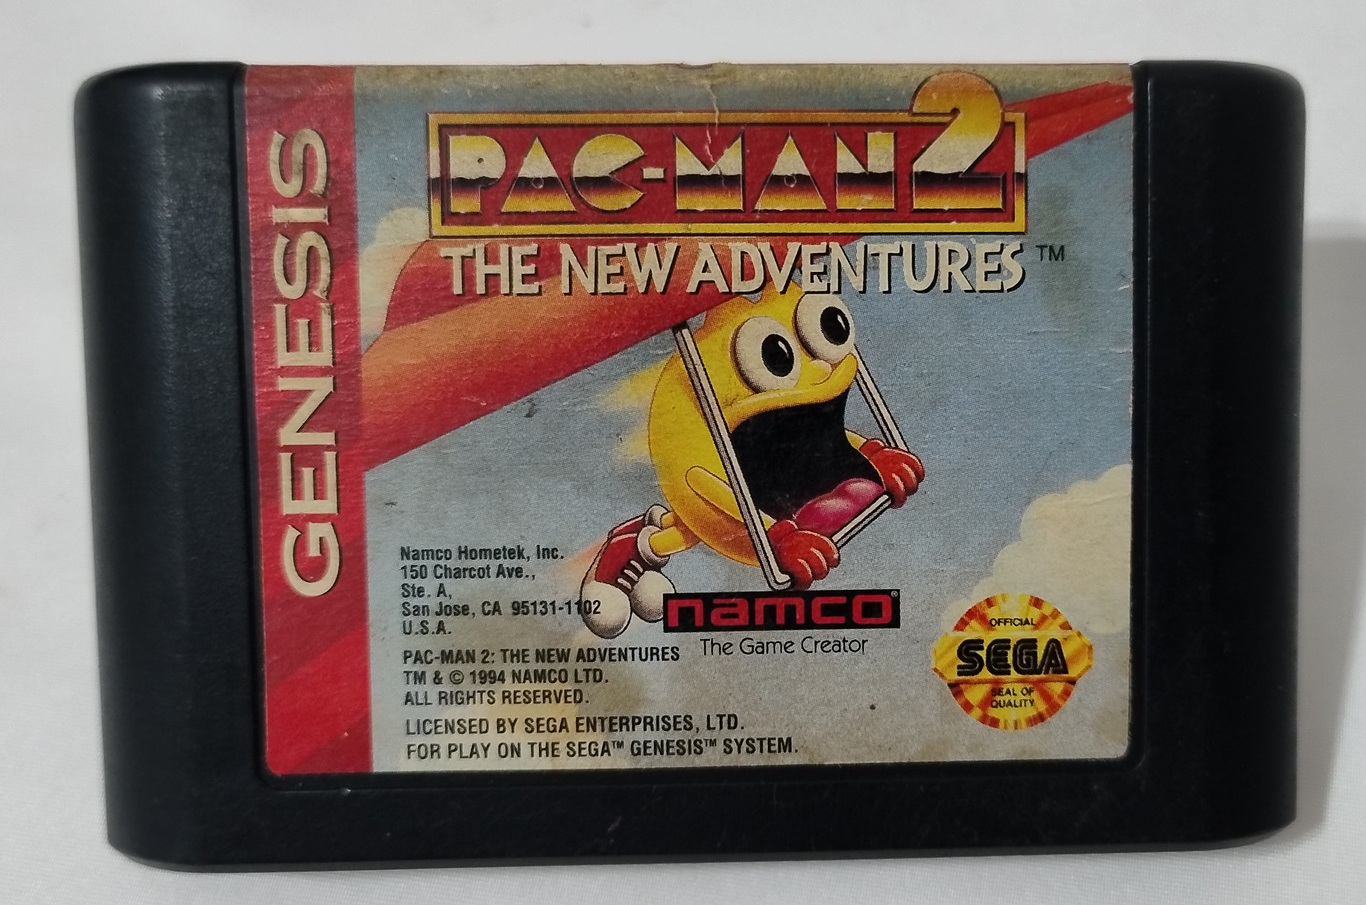 GENESIS
PAC-MAN 2
THE NEW ADVENTURES™
Namco Hometek, Inc.
150 Charcot Ave.,
Ste. A,
San Jose, CA 95131-1102
U.S.A.
PAC-MAN 2: THE NEW ADVENTURES
TM & © 1994 NAMCO LTD.
ALL RIGHTS RESERVED.
LICENSED BY SEGA ENTERPRISES, LTD.
FOR PLAY ON THE SEGA™ GENESIS™ SYSTEM.
namco®
The Game Creator
OFFICIAL
SEGA
SEAL OF
QUALITY